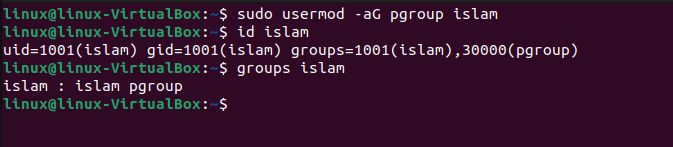 linux@linux-VirtualBox:~$ sudo usermod -aG pgroup islam
linux@linux-VirtualBox:~$ id islam
uid=1001(islam) gid=1001(islam) groups=1001(islam),30000(pgroup)
linux@linux-VirtualBox:~$ groups islam
islam : islam pgroup
linux@linux-VirtualBox:~$